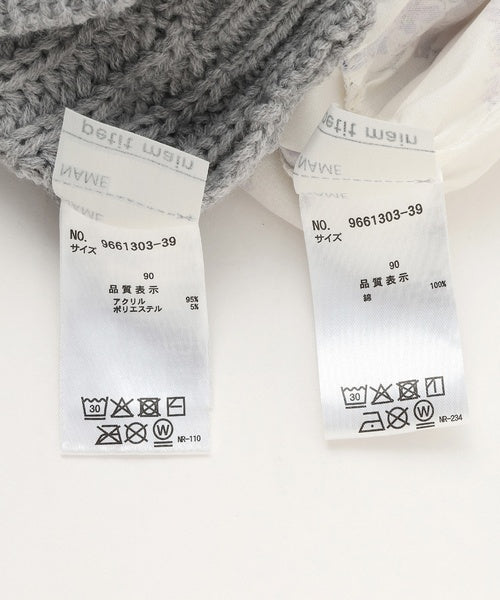 petit main
NAME
NO. 9661303-39
サイズ
90
品質表示
アクリル 95%
ポリエステル 5%
30
W
NR-110
petit main
NAME
NO. 9661303-39
サイズ
90
品質表示
綿 100%
30
W
NR-234